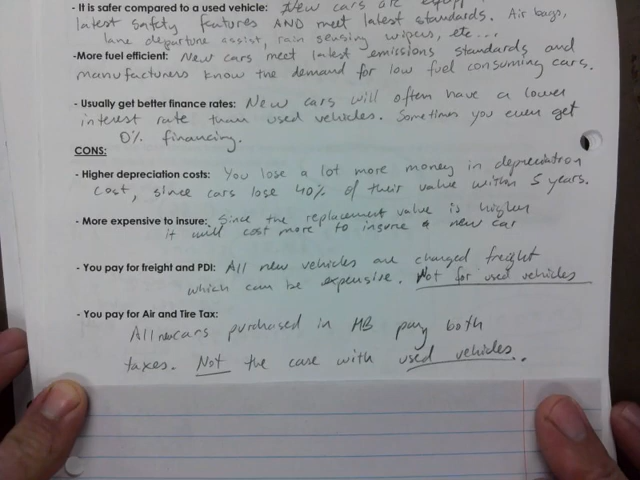 - It is safer compared to a used vehicle: New cars are
latest safety features AND meet latest standards. Air bags,
lane departure assist, rain sensing wipers, etc...
-More fuel efficient: New cars meet latest emissions standards and
manufacturers know the demand for low fuel consuming cars.
- Usually get better finance rates: New cars will often have a lower
interest rate than used vehicles. Sometimes you even get
0% financing.
CONS:
- Higher depreciation costs: You lose a lot more money in depreciation
cost, since cars lose 40% of their value within 5 years.
- More expensive to insure: Since the replacement value is higher
it will cost more to insure a new car
- You pay for freight and PDI: All new vehicles are charged freight
which can be expensive. Not for used vehicles
- You pay for Air and Tire Tax:
All new cars purchased in MB pay both
taxes. Not the case with used vehicles.